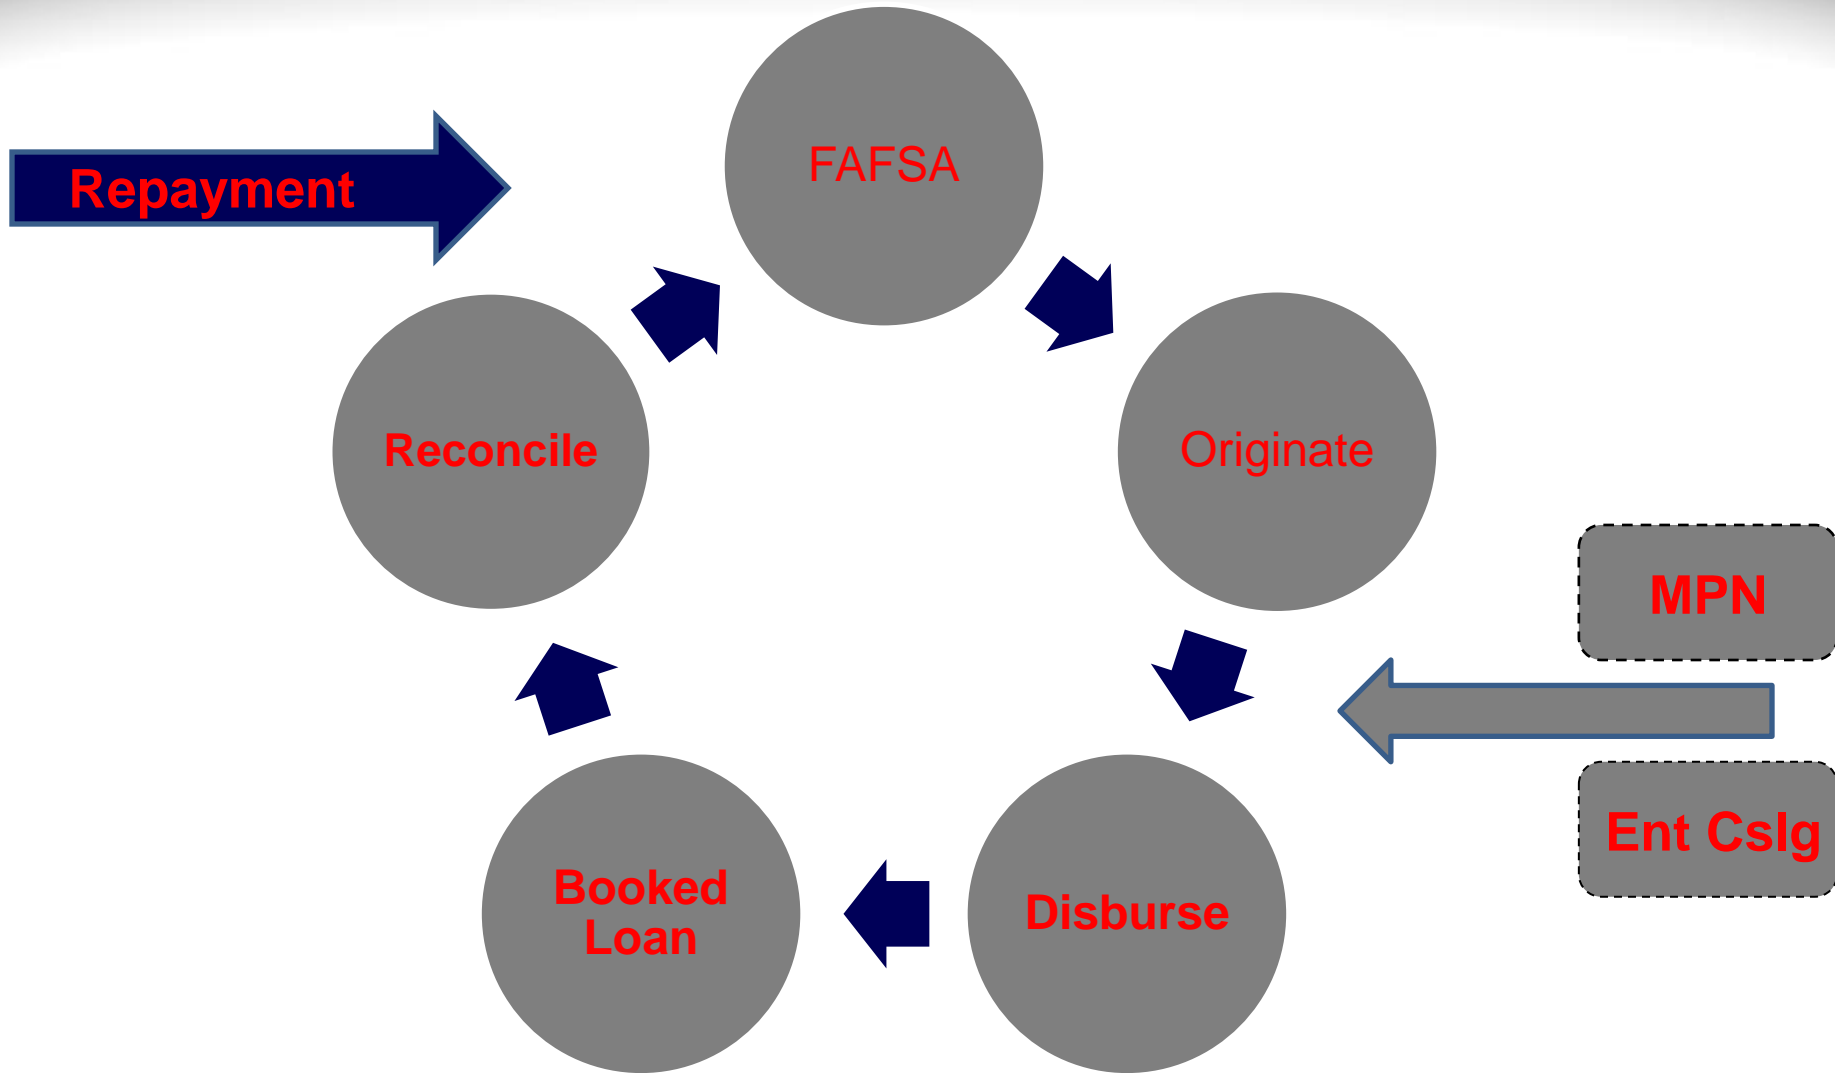 FAFSA
Repayment
Reconcile
Originate
MPN
Ent Cslg
Booked
Loan
Disburse